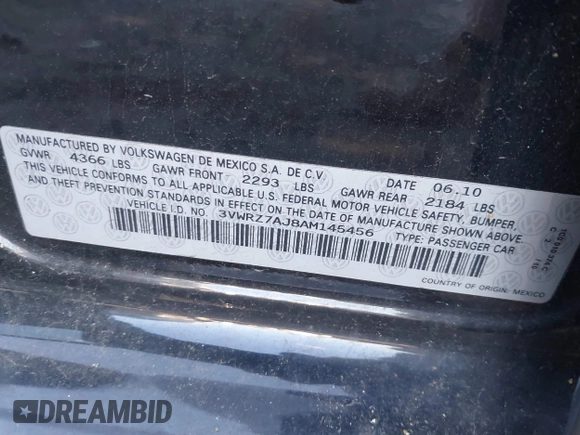 MANUFACTURED BY VOLKSWAGEN DE MEXICO S.A. DE C.V. DATE 06.10
GVWR 4366 LBS GAWR FRONT 2293 LBS GAWR REAR 2184 LBS
THIS VEHICLE CONFORMS TO ALL APPLICABLE U.S. FEDERAL MOTOR VEHICLE SAFETY, BUMPER,
AND THEFT PREVENTION STANDARDS IN EFFECT ON THE DATE OF MANUFACTURE SHOWN ABOVE.
VEHICLE I.D. NO. 3VWRZ7AJ8AM145456 TYPE: PASSENGER CAR
COUNTRY OF ORIGIN: MEXICO
DREAMBID